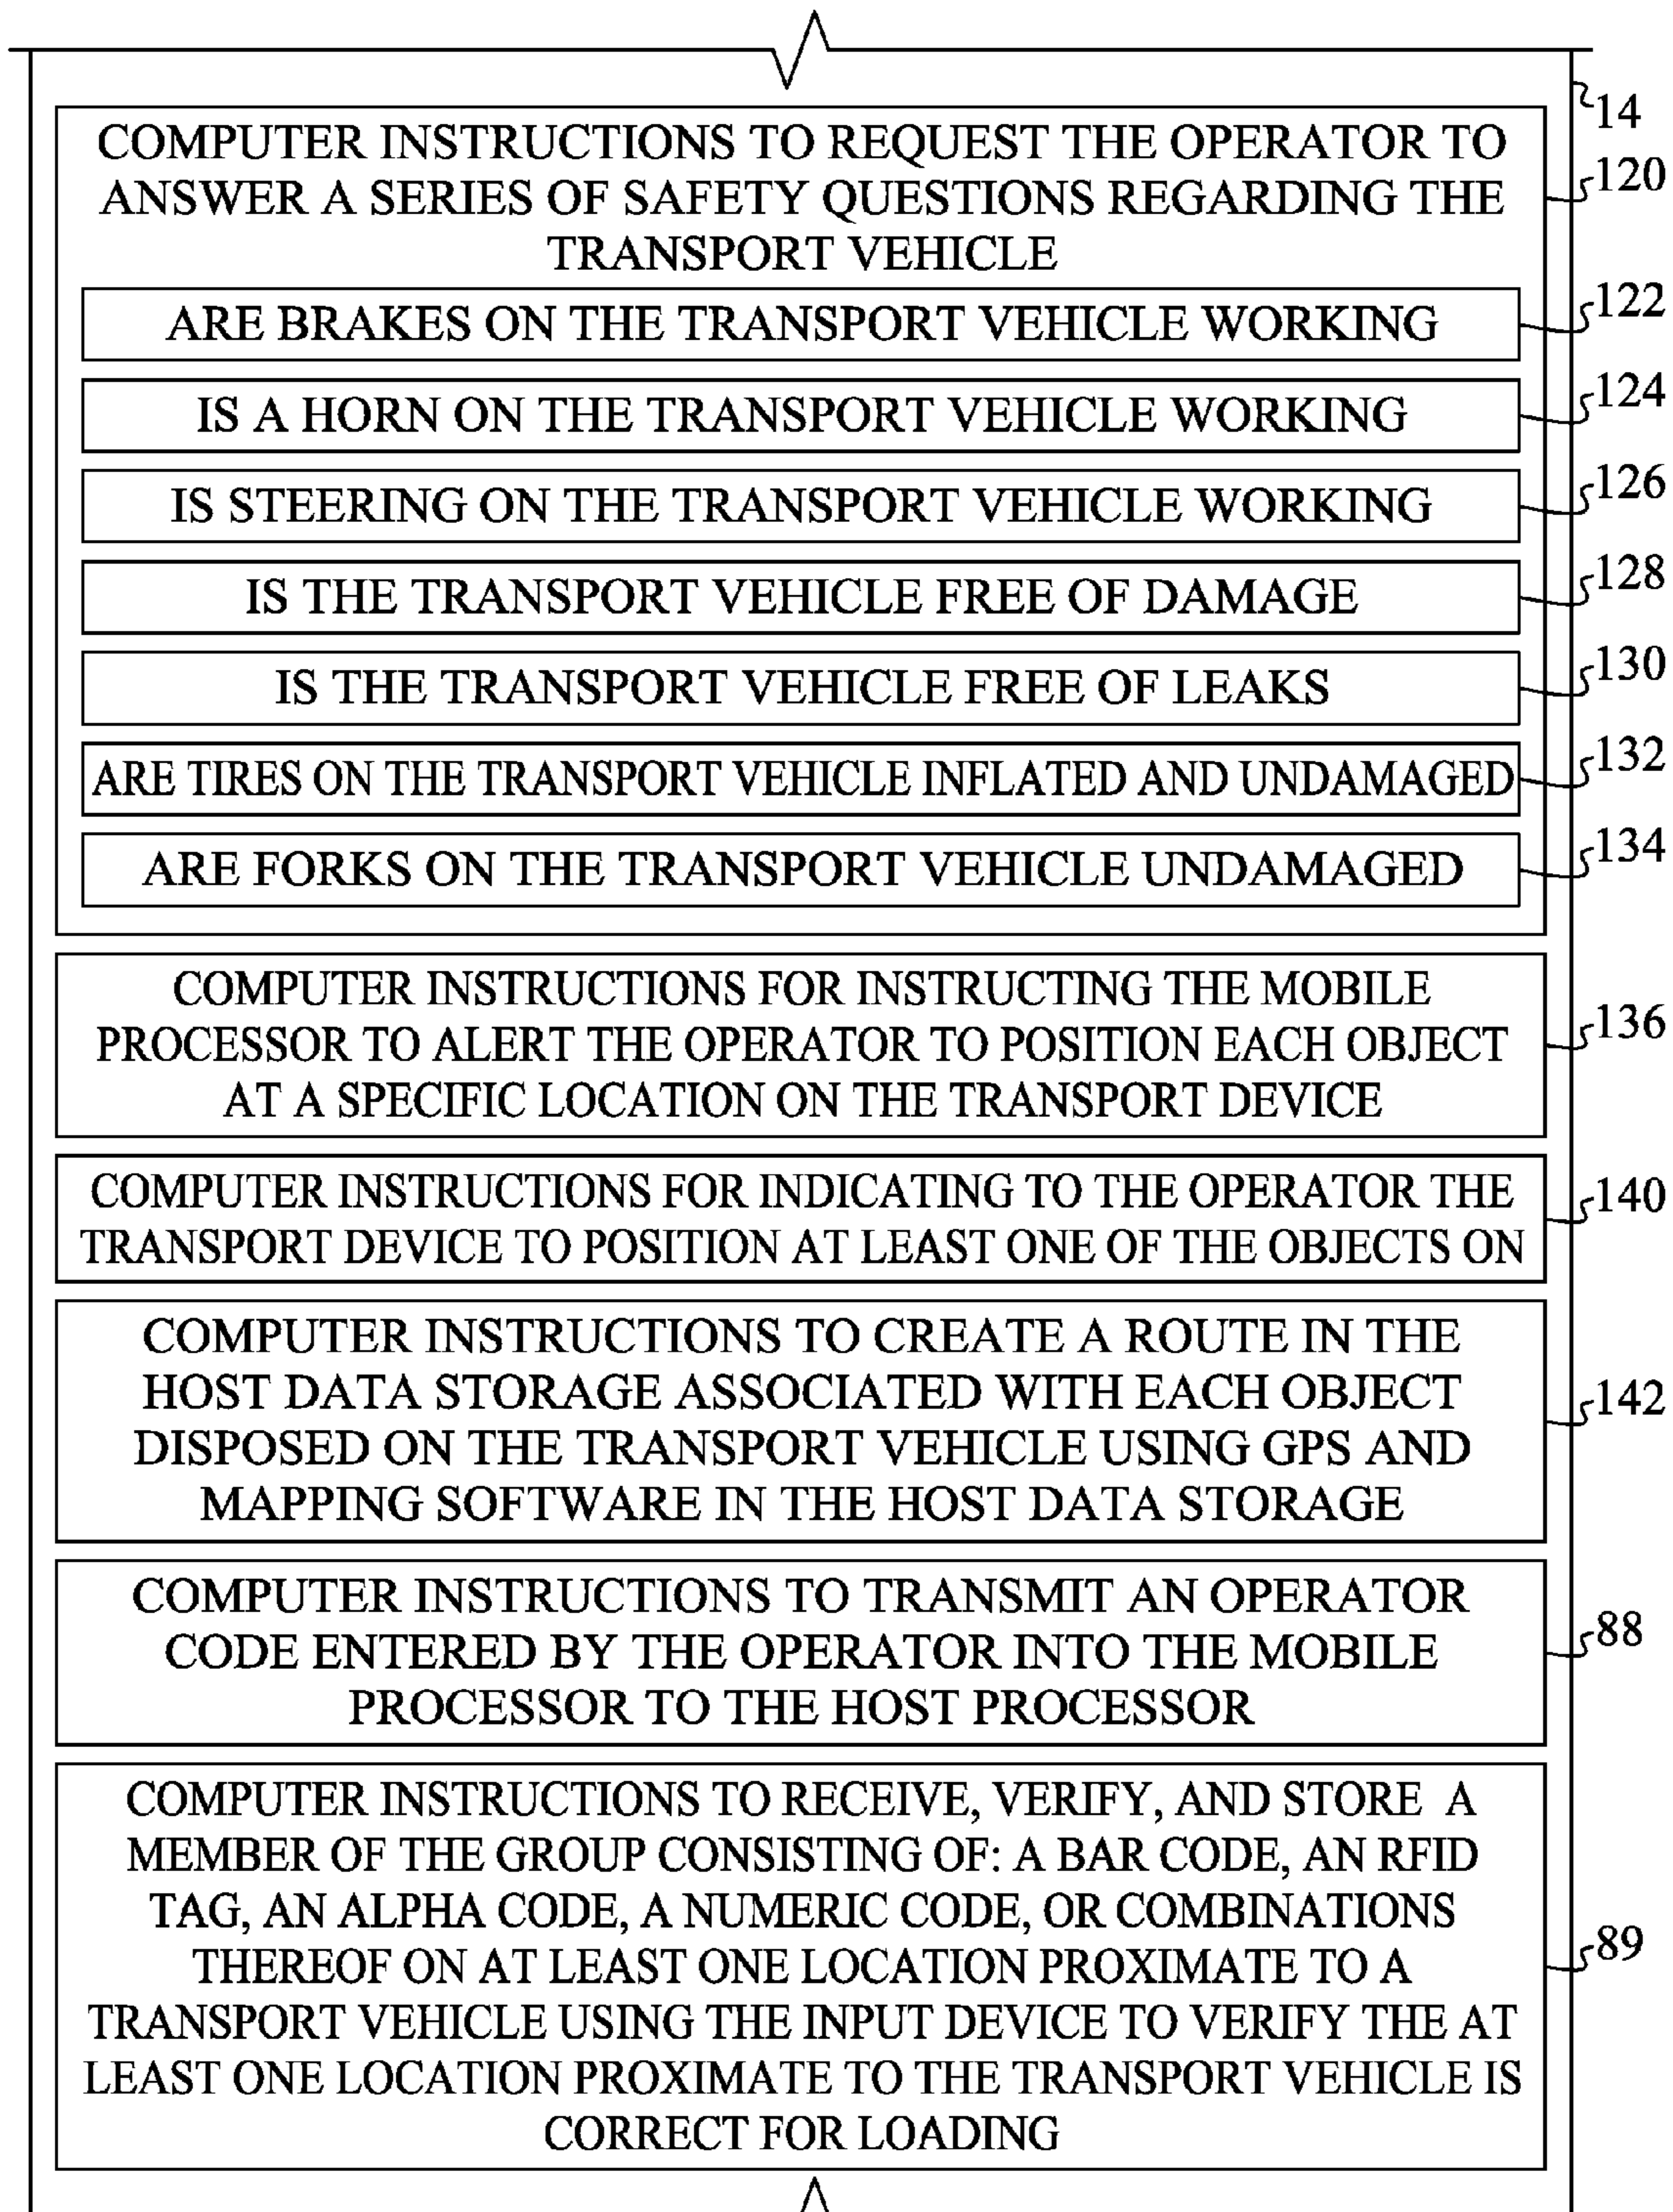 14
COMPUTER INSTRUCTIONS TO REQUEST THE OPERATOR TO
ANSWER A SERIES OF SAFETY QUESTIONS REGARDING THE
TRANSPORT VEHICLE
120
ARE BRAKES ON THE TRANSPORT VEHICLE WORKING
122
IS A HORN ON THE TRANSPORT VEHICLE WORKING
124
IS STEERING ON THE TRANSPORT VEHICLE WORKING
126
IS THE TRANSPORT VEHICLE FREE OF DAMAGE
128
IS THE TRANSPORT VEHICLE FREE OF LEAKS
130
ARE TIRES ON THE TRANSPORT VEHICLE INFLATED AND UNDAMAGED
132
ARE FORKS ON THE TRANSPORT VEHICLE UNDAMAGED
134
COMPUTER INSTRUCTIONS FOR INSTRUCTING THE MOBILE
PROCESSOR TO ALERT THE OPERATOR TO POSITION EACH OBJECT
AT A SPECIFIC LOCATION ON THE TRANSPORT DEVICE
136
COMPUTER INSTRUCTIONS FOR INDICATING TO THE OPERATOR THE
TRANSPORT DEVICE TO POSITION AT LEAST ONE OF THE OBJECTS ON
140
COMPUTER INSTRUCTIONS TO CREATE A ROUTE IN THE
HOST DATA STORAGE ASSOCIATED WITH EACH OBJECT
DISPOSED ON THE TRANSPORT VEHICLE USING GPS AND
MAPPING SOFTWARE IN THE HOST DATA STORAGE
142
COMPUTER INSTRUCTIONS TO TRANSMIT AN OPERATOR
CODE ENTERED BY THE OPERATOR INTO THE MOBILE
PROCESSOR TO THE HOST PROCESSOR
88
COMPUTER INSTRUCTIONS TO RECEIVE, VERIFY, AND STORE A
MEMBER OF THE GROUP CONSISTING OF: A BAR CODE, AN RFID
TAG, AN ALPHA CODE, A NUMERIC CODE, OR COMBINATIONS
THEREOF ON AT LEAST ONE LOCATION PROXIMATE TO A
TRANSPORT VEHICLE USING THE INPUT DEVICE TO VERIFY THE AT
LEAST ONE LOCATION PROXIMATE TO THE TRANSPORT VEHICLE IS
CORRECT FOR LOADING
89